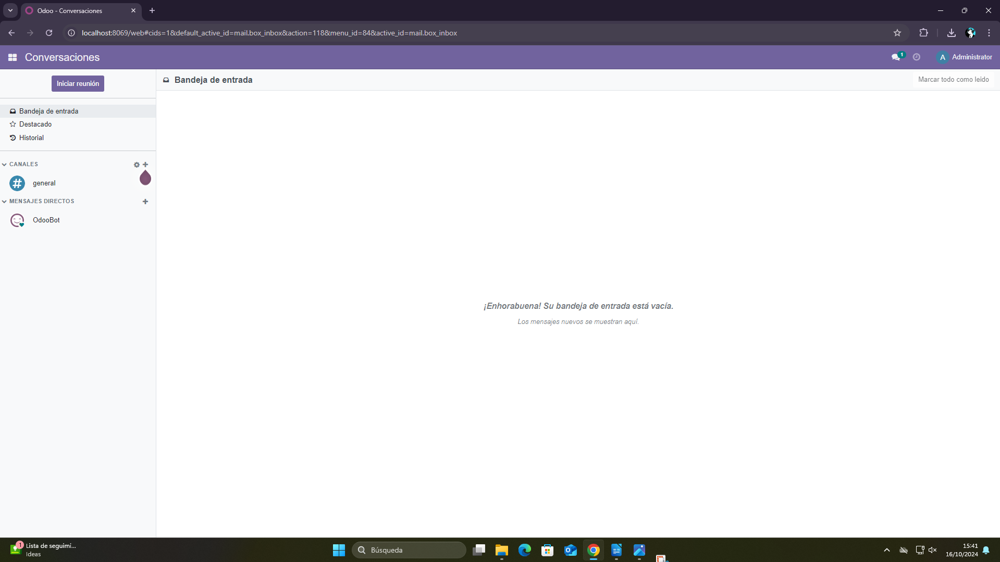 Odoo - Conversaciones
localhost:8069/web#cids=1&default_active_id=mail.box_inbox&action=118&menu_id=84&active_id=mail.box_inbox
Conversaciones
1
A Administrator
Iniciar reunión
Bandeja de entrada
Marcar todo como leido
Bandeja de entrada
Destacado
Historial
CANALES
general
MENSAJES DIRECTOS
OdooBot
¡Enhorabuena! Su bandeja de entrada está vacía.
Los mensajes nuevos se muestran aquí.
1
Lista de seguimi...
Ideas
Búsqueda
15:41
16/10/2024